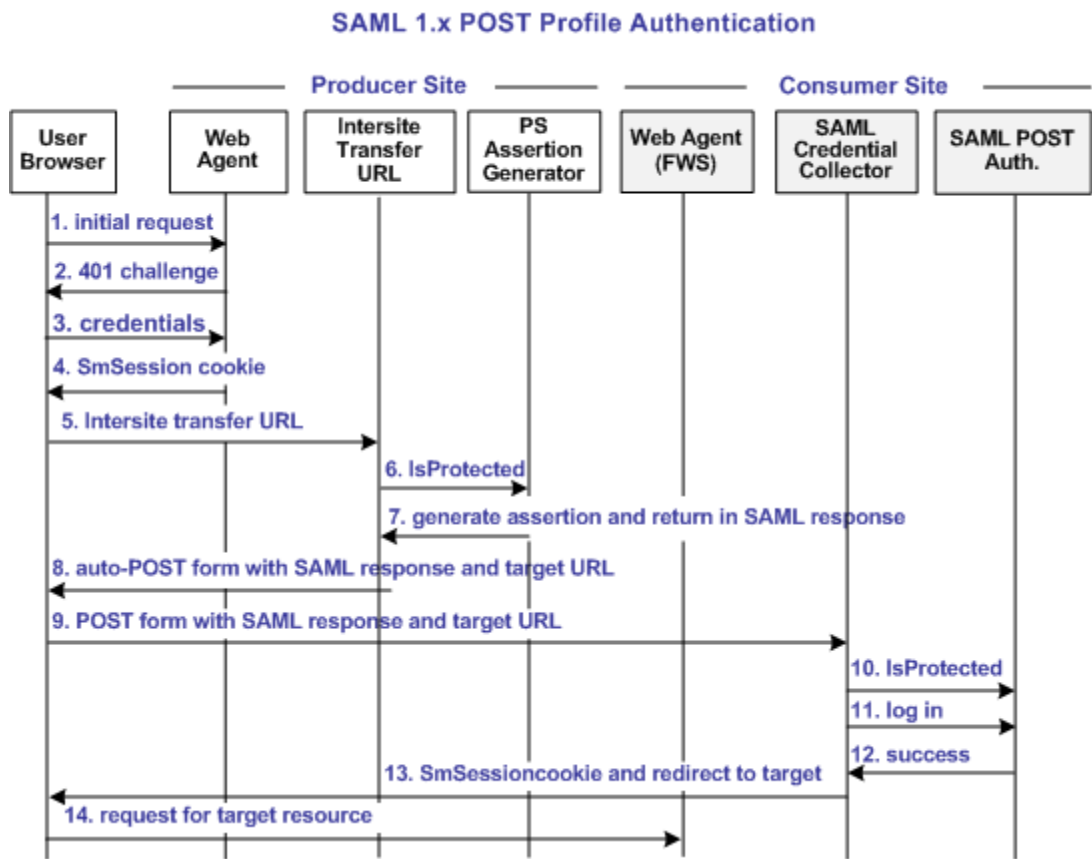 SAML 1.x POST Profile Authentication
Producer Site
Consumer Site
User
Browser
Web
Agent
Intersite
Transfer
URL
PS
Assertion
Generator
Web Agent
(FWS)
SAML
Credential
Collector
SAML POST
Auth.
1. initial request
2. 401 challenge
3. credentials
4. SmSession cookie
5. Intersite transfer URL
6. IsProtected
7. generate assertion and return in SAML response
8. auto-POST form with SAML response and target URL
9. POST form with SAML response and target URL
10. IsProtected
11. log in
12. success
13. SmSessioncookie and redirect to target
14. request for target resource